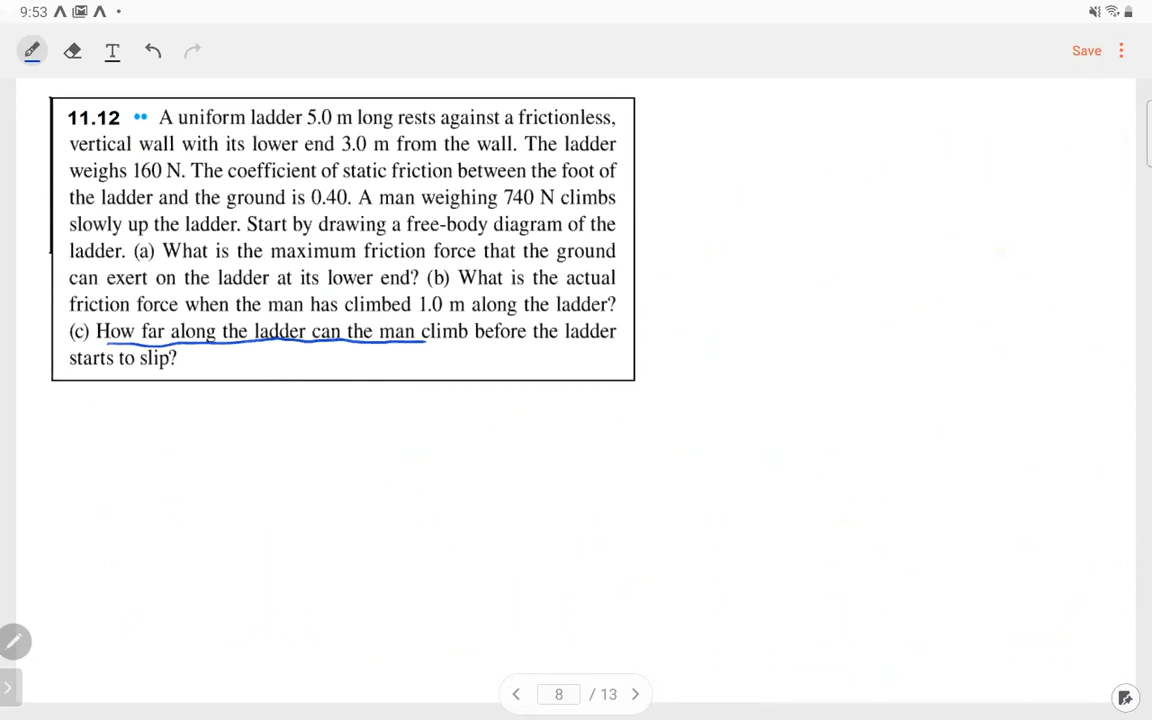 9:53
Save
11.12 •• A uniform ladder 5.0 m long rests against a frictionless,
vertical wall with its lower end 3.0 m from the wall. The ladder
weighs 160 N. The coefficient of static friction between the foot of
the ladder and the ground is 0.40. A man weighing 740 N climbs
slowly up the ladder. Start by drawing a free-body diagram of the
ladder. (a) What is the maximum friction force that the ground
can exert on the ladder at its lower end? (b) What is the actual
friction force when the man has climbed 1.0 m along the ladder?
(c) How far along the ladder can the man climb before the ladder
starts to slip?
8 / 13